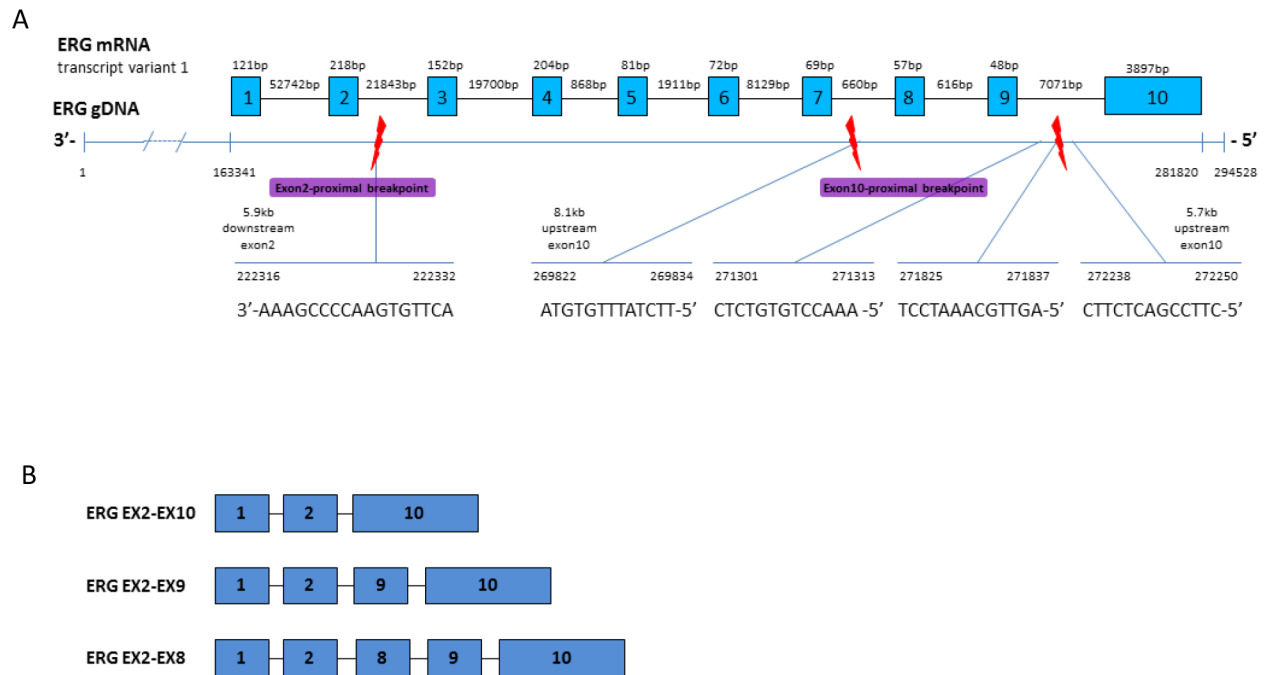 A
ERG mRNA
transcript variant 1
121bp 218bp 152bp 204bp 81bp 72bp 69bp 57bp 48bp 3897bp
52742bp 21843bp 19700bp 868bp 1911bp 8129bp 660bp 616bp 7071bp
1 2 3 4 5 6 7 8 9 10
ERG gDNA
3’- - 5’
1 163341 281820 294528
Exon2-proximal breakpoint Exon10-proximal breakpoint
5.9kb 8.1kb 5.7kb
downstream upstream upstream
exon2 exon10 exon10
222316 222332 269822 269834 271301 271313 271825 271837 272238 272250
3’-AAAGCCCCAAGTGTTCA ATGTGTTTATCTT-5’ CTCTGTGTCCAAA -5’ TCCTAAACGTTGA-5’ CTTCTCAGCCTTC-5’
B
ERG EX2-EX10 1 2 10
ERG EX2-EX9 1 2 9 10
ERG EX2-EX8 1 2 8 9 10